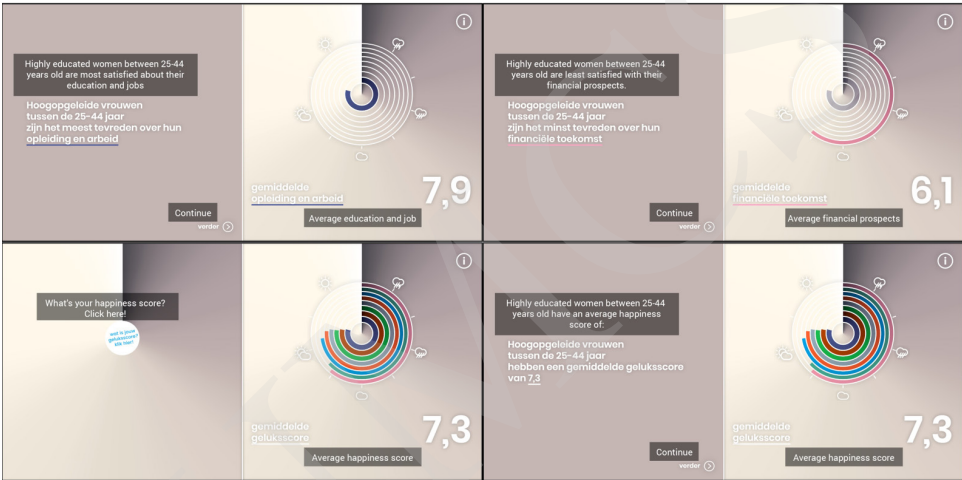 Highly educated women between 25-44
years old are most satisfied about their
education and jobs
Hoogopgeleide vrouwen
tussen de 25-44 jaar
zijn het meest tevreden over hun
opleiding en arbeid
Continue
verder
i
gemiddelde
opleiding en arbeid
7,9
Average education and job
Highly educated women between 25-44
years old are least satisfied with their
financial prospects.
Hoogopgeleide vrouwen
tussen de 25-44 jaar
zijn het minst tevreden over hun
financiële toekomst
Continue
verder
i
gemiddelde
financiële toekomst
6,1
Average financial prospects
What's your happiness score?
Click here!
wat is jouw
geluksscore?
Klik hier!
i
gemiddelde
geluksscore
7,3
Average happiness score
Highly educated women between 25-44
years old have an average happiness
score of:
Hoogopgeleide vrouwen
tussen de 25-44 jaar
hebben een gemiddelde geluksscore
van 7,3
Continue
verder
i
gemiddelde
geluksscore
7,3
Average happiness score